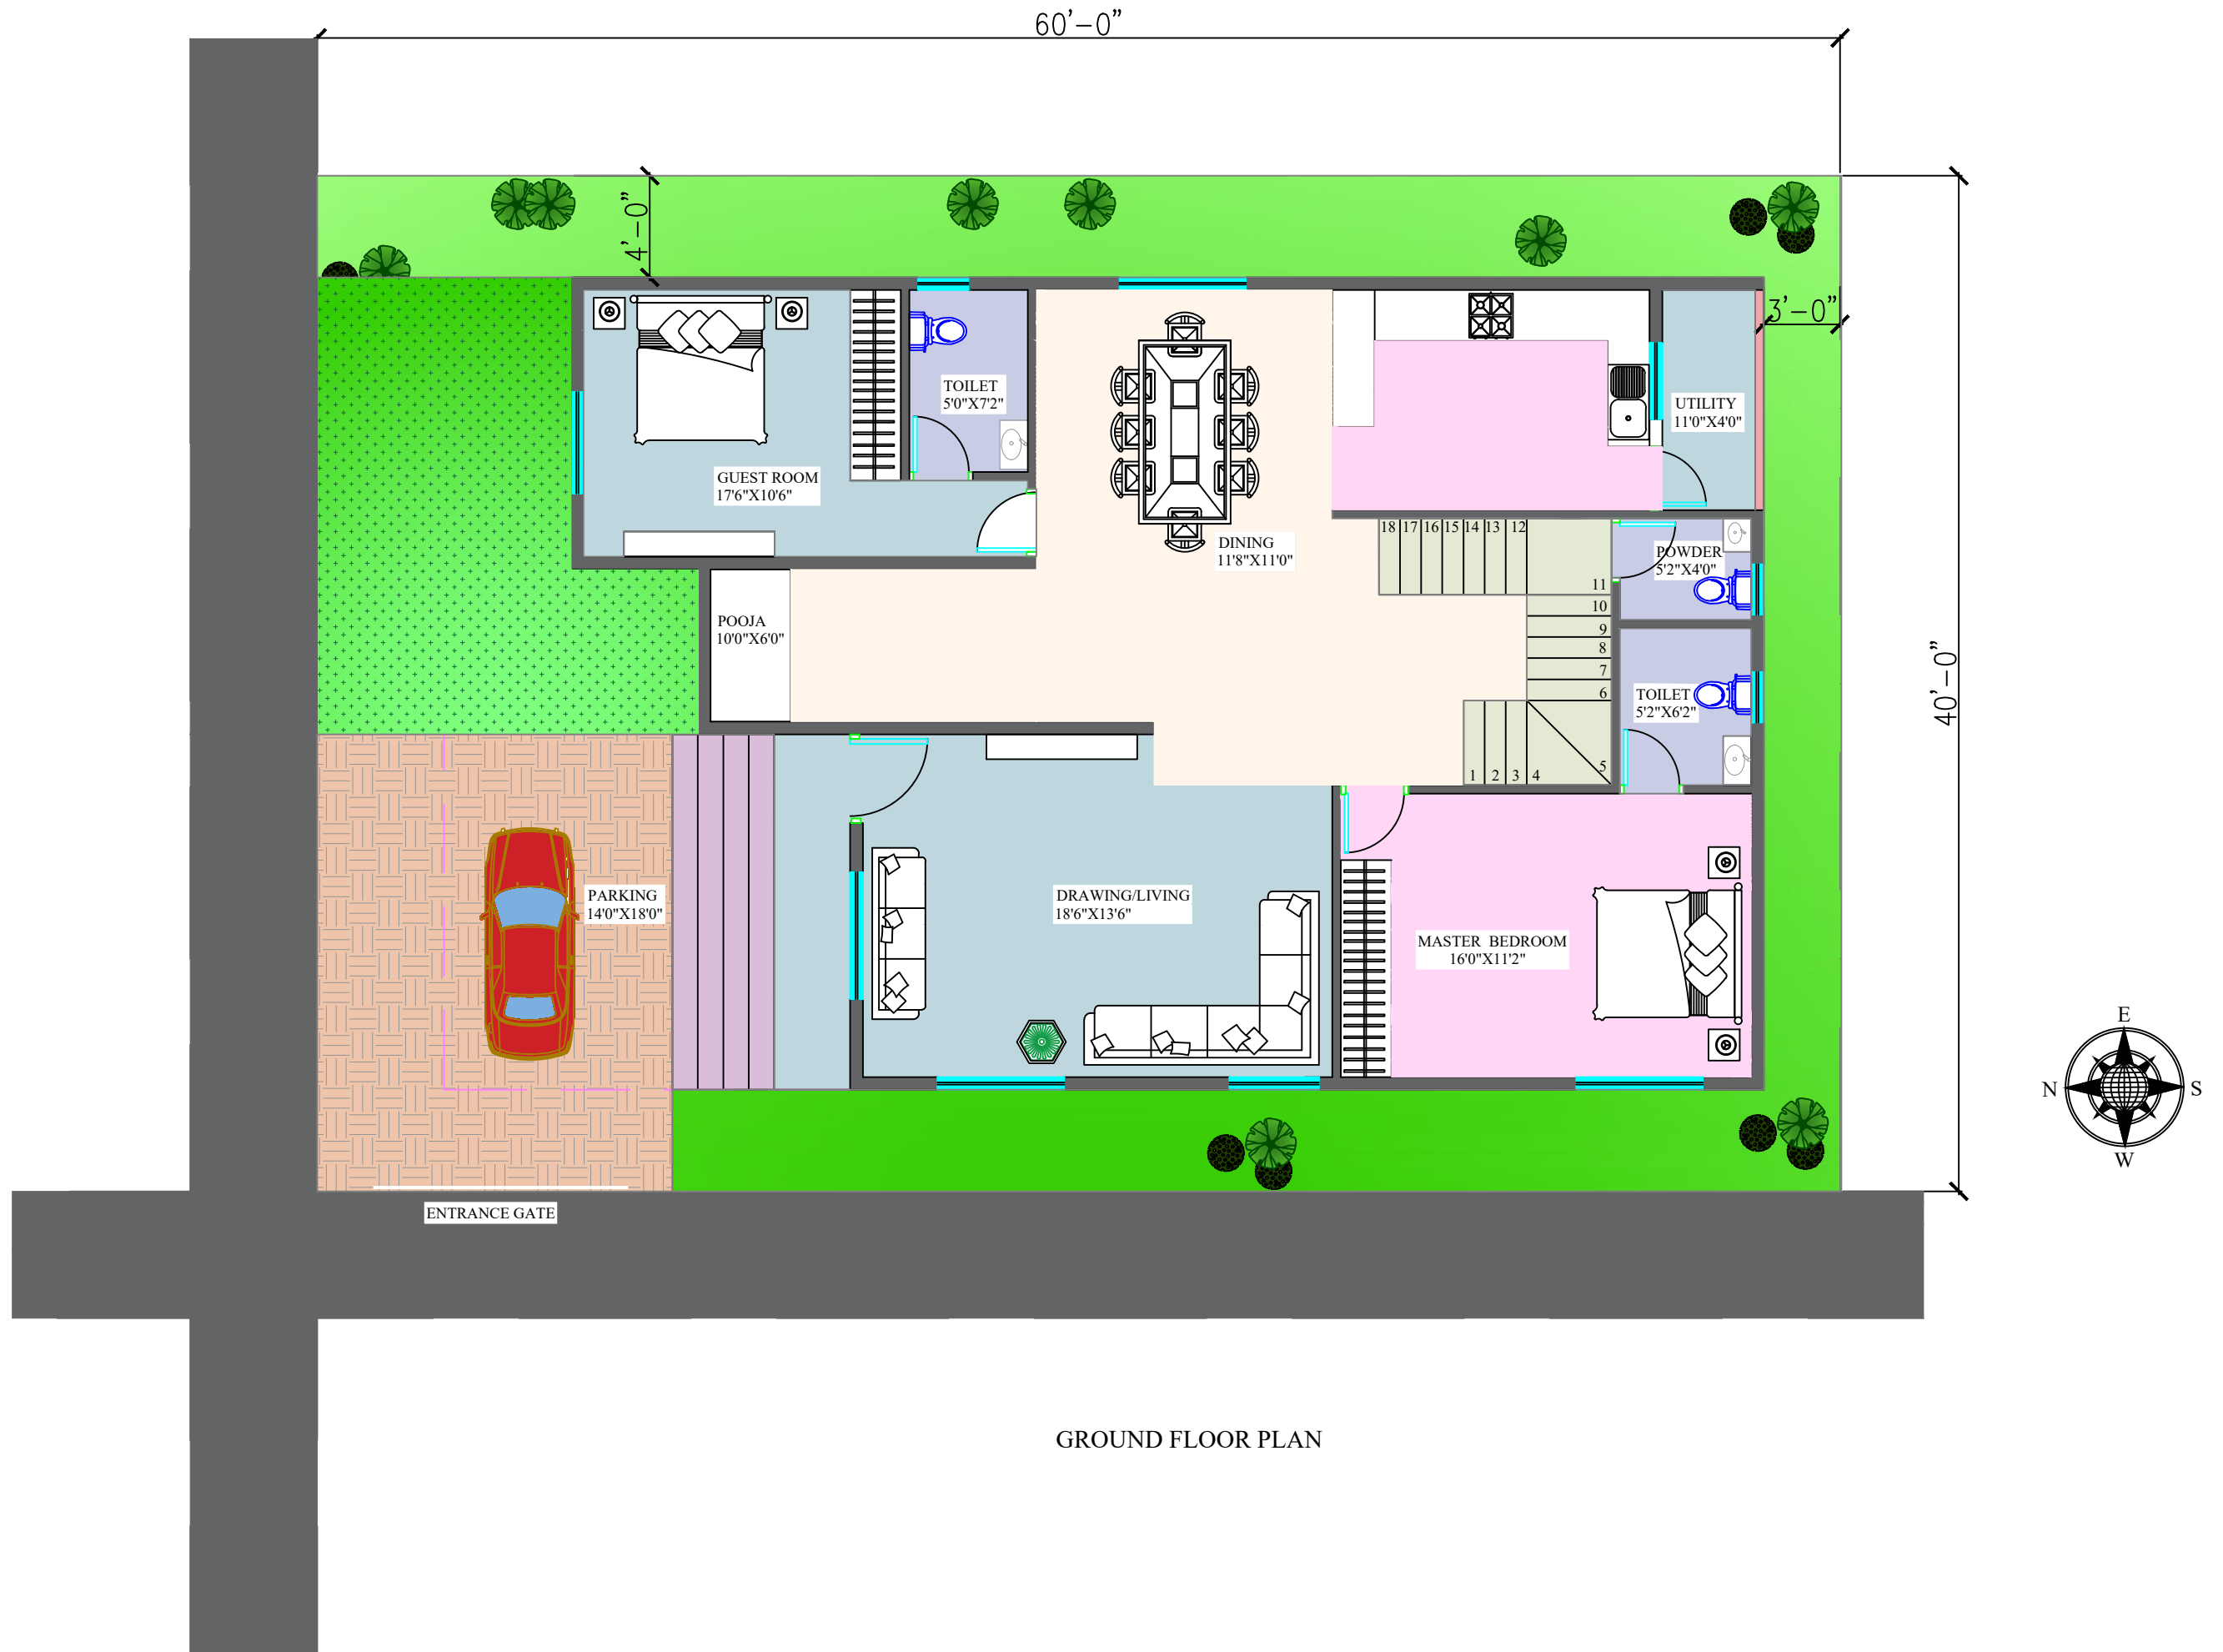 60'-0"
4'-0"
3'-0"
TOILET
5'0"X7'2"
UTILITY
11'0"X4'0"
GUEST ROOM
17'6"X10'6"
18 17 16 15 14 13 12
DINING
11'8"X11'0"
POWDER
5'2"X4'0"
11
10
9
8
7
6
POOJA
10'0"X6'0"
40'-0"
TOILET
5'2"X6'2"
5
1 2 3 4
PARKING
14'0"X18'0"
DRAWING/LIVING
18'6"X13'6"
MASTER BEDROOM
16'0"X11'2"
E
N S
W
ENTRANCE GATE
GROUND FLOOR PLAN